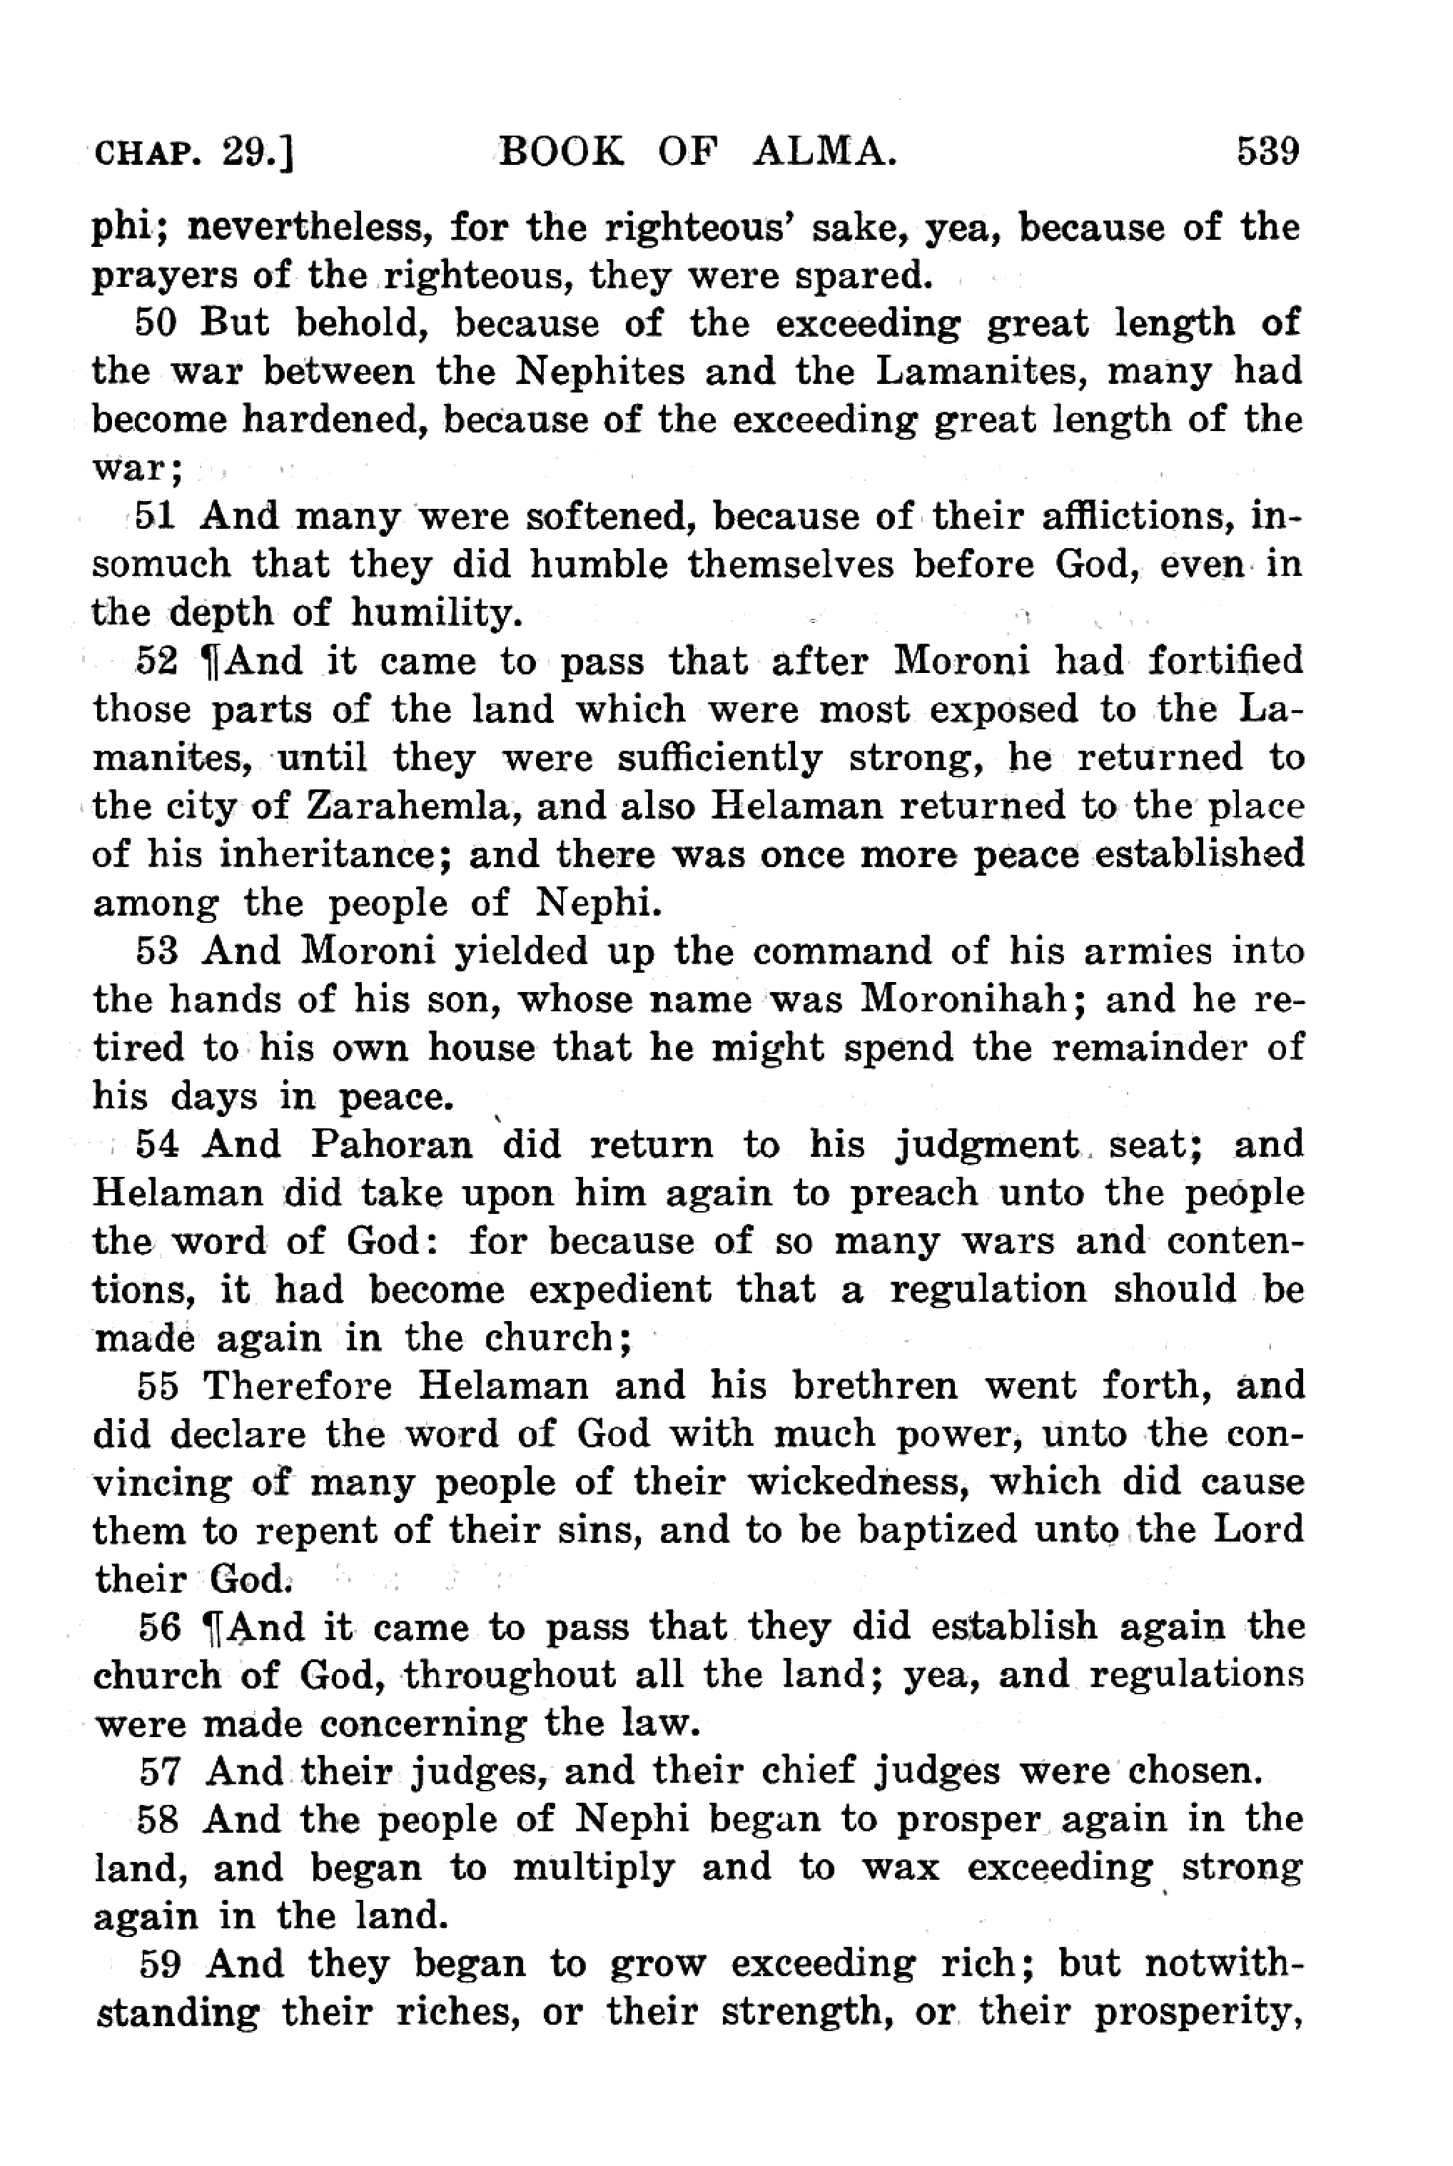 CHAP. 29.] BOOK OF ALMA. 539
phi; nevertheless, for the righteous' sake, yea, because of the
prayers of the righteous, they were spared.
50 But behold, because of the exceeding great length of
the war between the Nephites and the Lamanites, many had
become hardened, because of the exceeding great length of the
war;
51 And many were softened, because of their afflictions, in-
somuch that they did humble themselves before God, even in
the depth of humility.
52 ¶And it came to pass that after Moroni had fortified
those parts of the land which were most exposed to the La-
manites, until they were sufficiently strong, he returned to
the city of Zarahemla, and also Helaman returned to the place
of his inheritance; and there was once more peace established
among the people of Nephi.
53 And Moroni yielded up the command of his armies into
the hands of his son, whose name was Moronihah; and he re-
tired to his own house that he might spend the remainder of
his days in peace.
54 And Pahoran did return to his judgment seat; and
Helaman did take upon him again to preach unto the people
the word of God: for because of so many wars and conten-
tions, it had become expedient that a regulation should be
made again in the church;
55 Therefore Helaman and his brethren went forth, and
did declare the word of God with much power, unto the con-
vincing of many people of their wickedness, which did cause
them to repent of their sins, and to be baptized unto the Lord
their God.
56 ¶And it came to pass that they did establish again the
church of God, throughout all the land; yea, and regulations
were made concerning the law.
57 And their judges, and their chief judges were chosen.
58 And the people of Nephi began to prosper again in the
land, and began to multiply and to wax exceeding strong
again in the land.
59 And they began to grow exceeding rich; but notwith-
standing their riches, or their strength, or their prosperity,